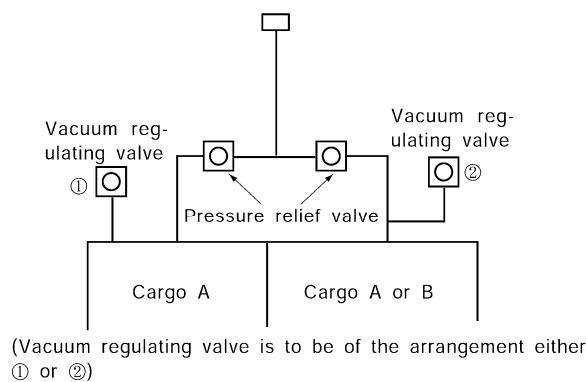 Vacuum reg-
ulating valve
Vacuum reg-
ulating valve
①
②
Pressure relief valve
Cargo A
Cargo A or B
(Vacuum regulating valve is to be of the arrangement either
① or ②)